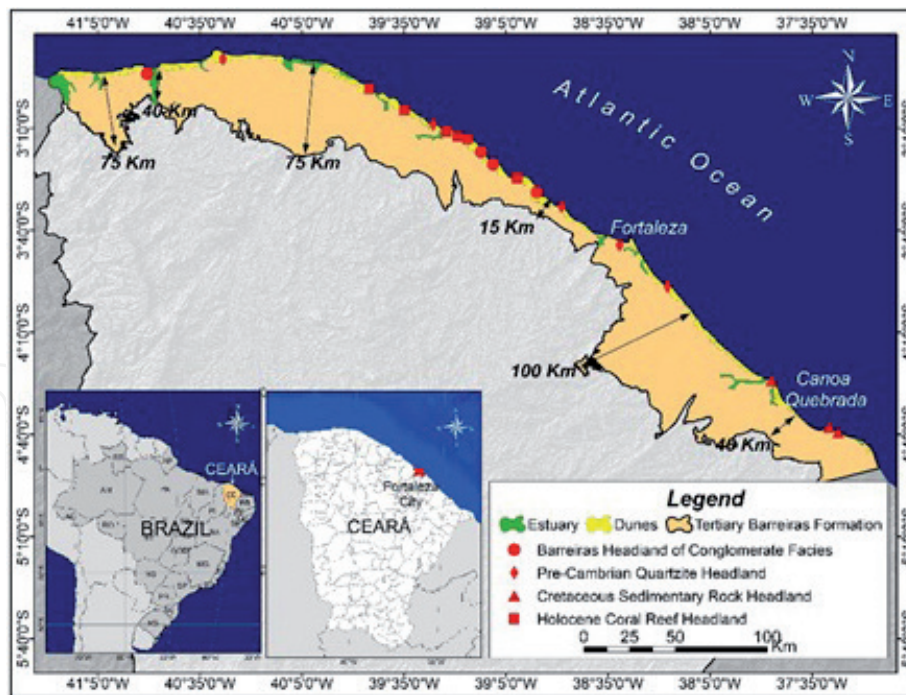 41°5'0"W 40°35'0"W 40°5'0"W 39°35'0"W 39°5'0"W 38°35'0"W 38°5'0"W 37°35'0"W
N
W E
S
Atlantic Ocean
3°10'0"S
40 Km
75 Km
75 Km
15 Km
3°40'0"S
Fortaleza
4°10'0"S
100 Km
Canoa
Quebrada
40
4°40'0"S
CEARÁ
BRAZIL
Fortaleza
City
CEARÁ
5°10'0"S
5°40'0"S
Legend
Estuary Dunes Tertiary Barreiras Formation
Barreiras Headland of Conglomerate Facies
Pre-Cambrian Quartzite Headland
Cretaceous Sedimentary Rock Headland
Holocene Coral Reef Headland
0 25 50 100
Km
41°5'0"W 40°35'0"W 40°5'0"W 39°35'0"W 39°5'0"W 38°35'0"W 38°5'0"W 37°35'0"W